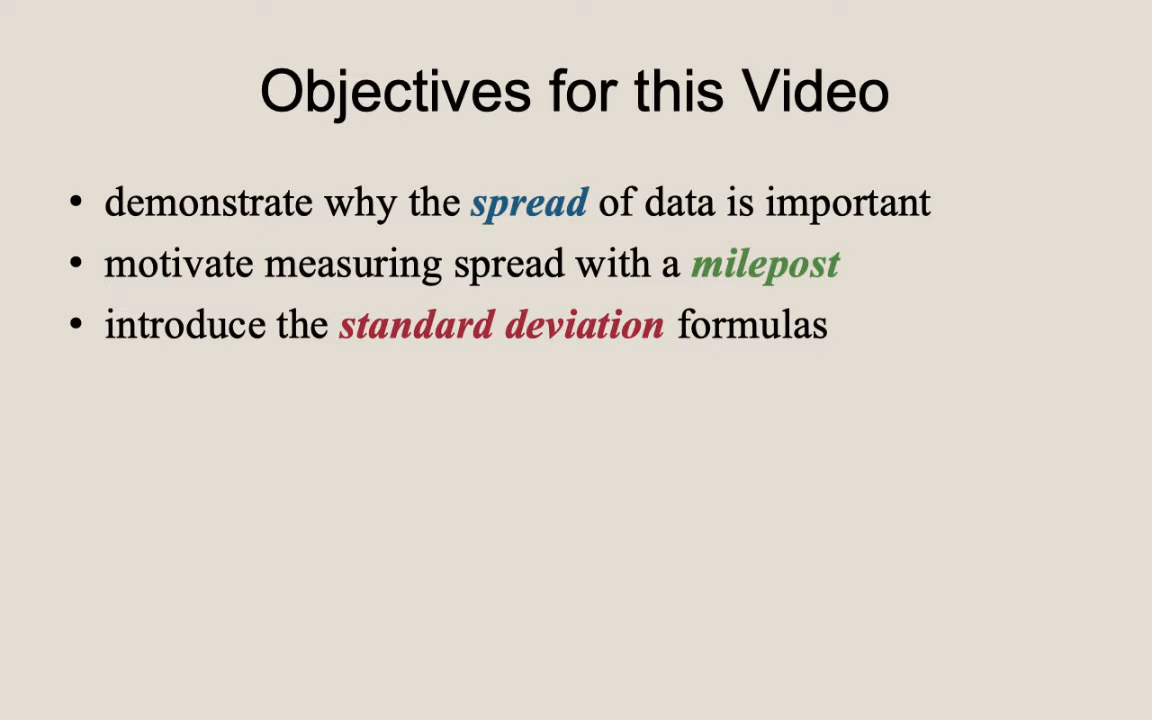 Objectives for this Video
• demonstrate why the spread of data is important
• motivate measuring spread with a milepost
• introduce the standard deviation formulas